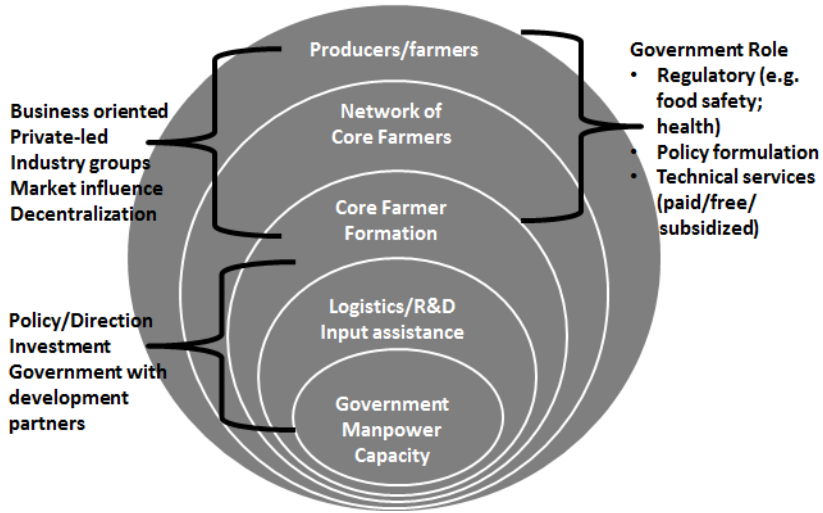 Producers/farmers
Network of
Core Farmers
Core Farmer
Formation
Logistics/R&D
Input assistance
Government
Manpower
Capacity
Business oriented
Private-led
Industry groups
Market influence
Decentralization
Policy/Direction
Investment
Government with
development
partners
Government Role
• Regulatory (e.g.
food safety;
health)
• Policy formulation
• Technical services
(paid/free/
subsidized)